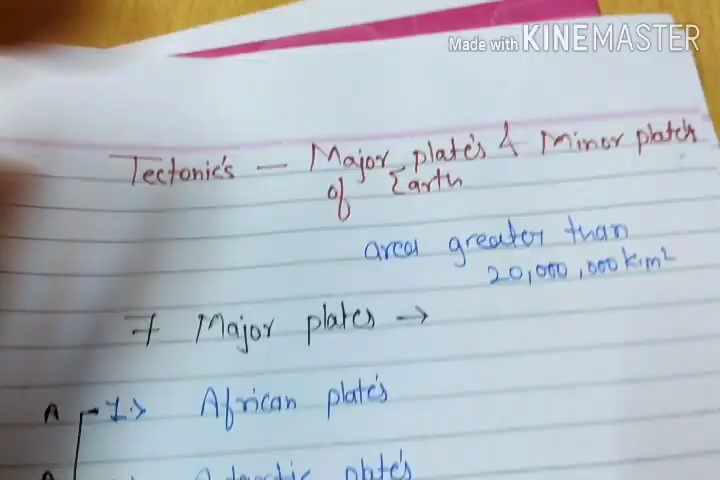 Made with KINEMASTER
Tectonic's — Major plate's & Minor plates
of Earth
area greater than
20,000,000 km²
7 Major plates →
A 1.> African plate's
plate's